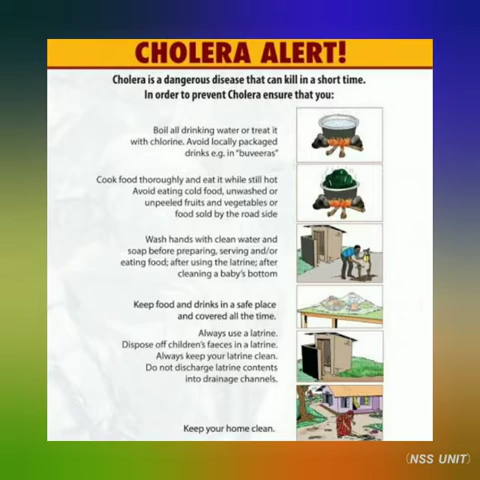 CHOLERA ALERT!
Cholera is a dangerous disease that can kill in a short time.
In order to prevent Cholera ensure that you:
Boil all drinking water or treat it
with chlorine. Avoid locally packaged
drinks e.g. in "buveeras"
Cook food thoroughly and eat it while still hot
Avoid eating cold food, unwashed or
unpeeled fruits and vegetables or
food sold by the road side
Wash hands with clean water and
soap before preparing, serving and/or
eating food; after using the latrine; after
cleaning a baby's bottom
Keep food and drinks in a safe place
and covered all the time.
Always use a latrine.
Dispose off children's faeces in a latrine.
Always keep your latrine clean.
Do not discharge latrine contents
into drainage channels.
Keep your home clean.
(NSS UNIT)